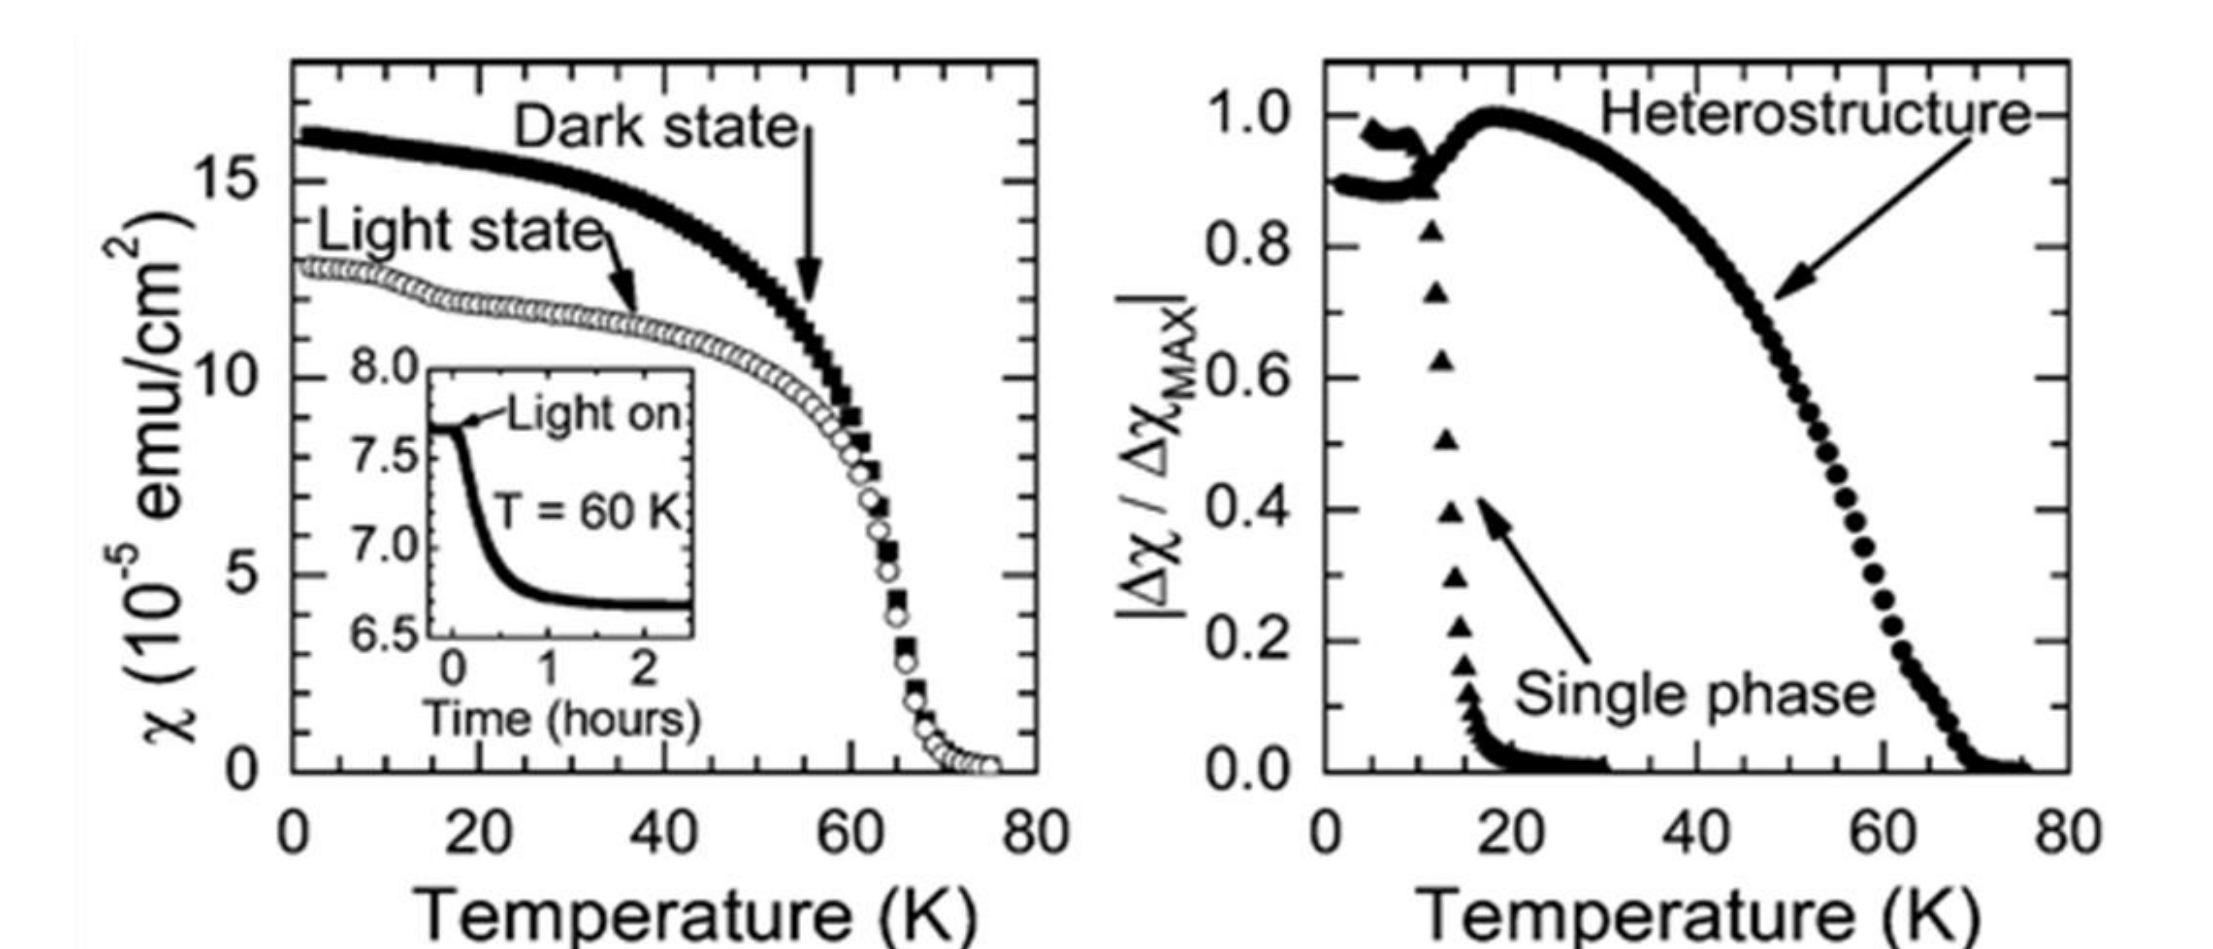 χ (10⁻⁵ emu/cm²)
15
10
5
0
Dark state
Light state
8.0
7.5
7.0
6.5
Light on
T = 60 K
0 1 2
Time (hours)
0 20 40 60 80
Temperature (K)
|Δχ / Δχ_MAX|
1.0
0.8
0.6
0.4
0.2
0.0
Heterostructure
Single phase
0 20 40 60 80
Temperature (K)